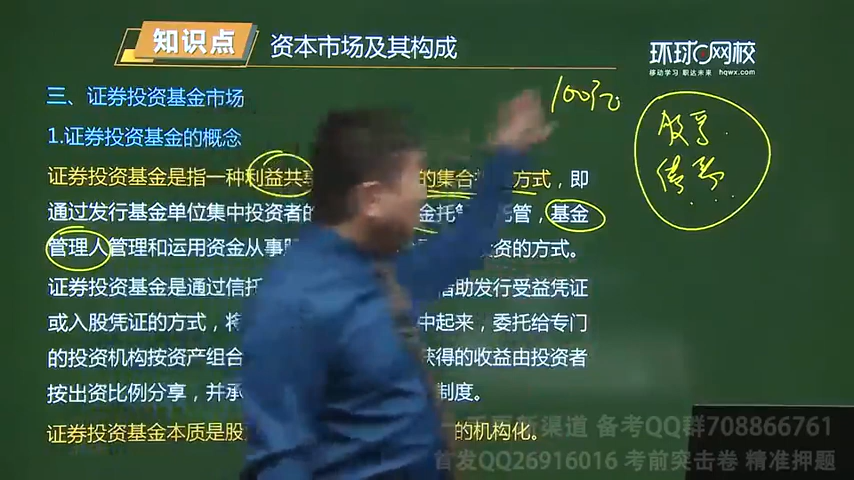 知识点 资本市场及其构成
环球网校
移动学习 职达未来 hqwx.com
三、证券投资基金市场
1.证券投资基金的概念
100亿
股票
债券
证券投资基金是指一种利益共 的集合 方式，即
通过发行基金单位集中投资者的 金托 托管，基金
管理人管理和运用资金从事 资的方式。
证券投资基金是通过信托 借助发行受益凭证
或入股凭证的方式，将 中起来，委托给专门
的投资机构按资产组合 获得的收益由投资者
按出资比例分享，并承 制度。
证券投资基金本质是股 的机构化。
新渠道 备考QQ群708866761
首发QQ26916016 考前突击卷 精准押题